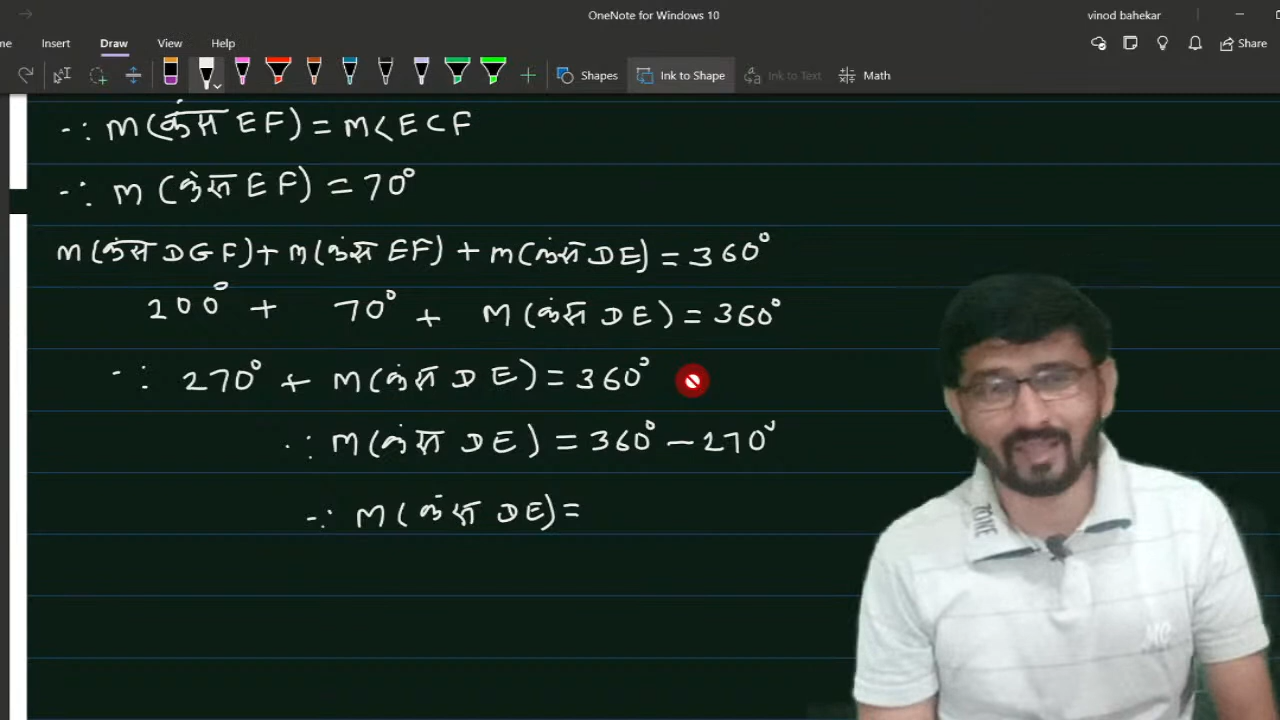 OneNote for Windows 10
vinod bahekar
Insert Draw View Help
Share
Shapes Ink to Shape Ink to Text Math
∴ m(कंस EF) = m<ECF
∴ m(कंस EF) = 70°
m(कंस DGF) + m(कंस EF) + m(कंस DE) = 360°
200° + 70° + m(कंस DE) = 360°
∴ 270° + m(कंस DE) = 360°
∴ m(कंस DE) = 360° - 270°
∴ m(कंस DE) =
ZONE